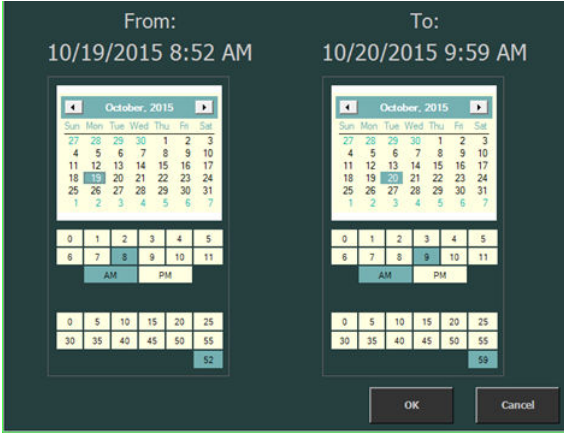 From:
10/19/2015 8:52 AM
October, 2015
Sun Mon Tue Wed Thu Fri Sat
27 28 29 30 1 2 3
4 5 6 7 8 9 10
11 12 13 14 15 16 17
18 19 20 21 22 23 24
25 26 27 28 29 30 31
1 2 3 4 5 6 7
0 1 2 3 4 5
6 7 8 9 10 11
AM PM
0 5 10 15 20 25
30 35 40 45 50 55
52
To:
10/20/2015 9:59 AM
October, 2015
Sun Mon Tue Wed Thu Fri Sat
27 28 29 30 1 2 3
4 5 6 7 8 9 10
11 12 13 14 15 16 17
18 19 20 21 22 23 24
25 26 27 28 29 30 31
1 2 3 4 5 6 7
0 1 2 3 4 5
6 7 8 9 10 11
AM PM
0 5 10 15 20 25
30 35 40 45 50 55
59
OK Cancel